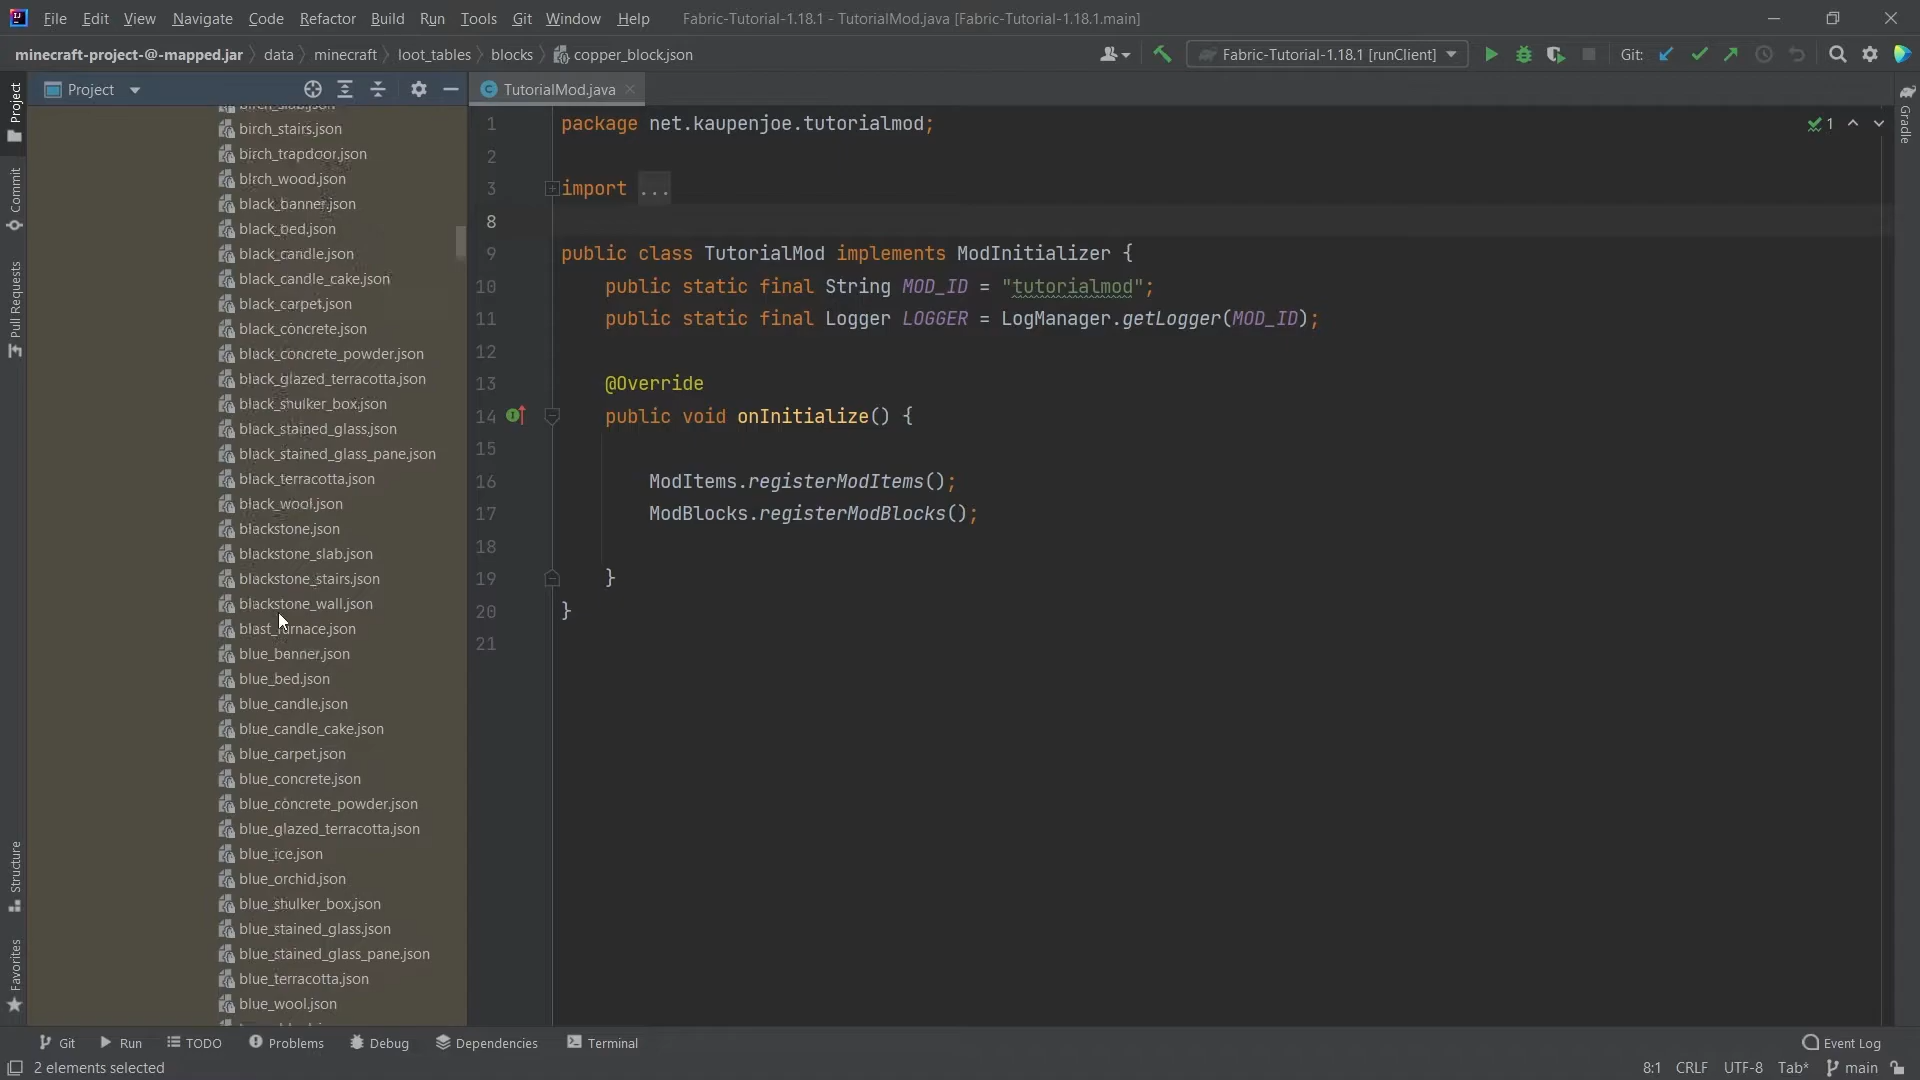 File Edit View Navigate Code Refactor Build Run Tools Git Window Help Fabric-Tutorial-1.18.1 - TutorialMod.java [Fabric-Tutorial-1.18.1.main]
minecraft-project-@-mapped.jar data minecraft loot_tables blocks copper_block.json Fabric-Tutorial-1.18.1 [runClient] Git:
Project
Commit
Pull Requests
Structure
Favorites
Project
birch_slab.json
birch_stairs.json
birch_trapdoor.json
birch_wood.json
black_banner.json
black_bed.json
black_candle.json
black_candle_cake.json
black_carpet.json
black_concrete.json
black_concrete_powder.json
black_glazed_terracotta.json
black_shulker_box.json
black_stained_glass.json
black_stained_glass_pane.json
black_terracotta.json
black_wool.json
blackstone.json
blackstone_slab.json
blackstone_stairs.json
blackstone_wall.json
blast_furnace.json
blue_banner.json
blue_bed.json
blue_candle.json
blue_candle_cake.json
blue_carpet.json
blue_concrete.json
blue_concrete_powder.json
blue_glazed_terracotta.json
blue_ice.json
blue_orchid.json
blue_shulker_box.json
blue_stained_glass.json
blue_stained_glass_pane.json
blue_terracotta.json
blue_wool.json
TutorialMod.java
1 package net.kaupenjoe.tutorialmod;
2
3 import ...
8
9 public class TutorialMod implements ModInitializer {
10 public static final String MOD_ID = "tutorialmod";
11 public static final Logger LOGGER = LogManager.getLogger(MOD_ID);
12
13 @Override
14 public void onInitialize() {
15
16 ModItems.registerModItems();
17 ModBlocks.registerModBlocks();
18
19 }
20 }
21
1
Gradle
Git Run TODO Problems Debug Dependencies Terminal Event Log
2 elements selected 8:1 CRLF UTF-8 Tab* main